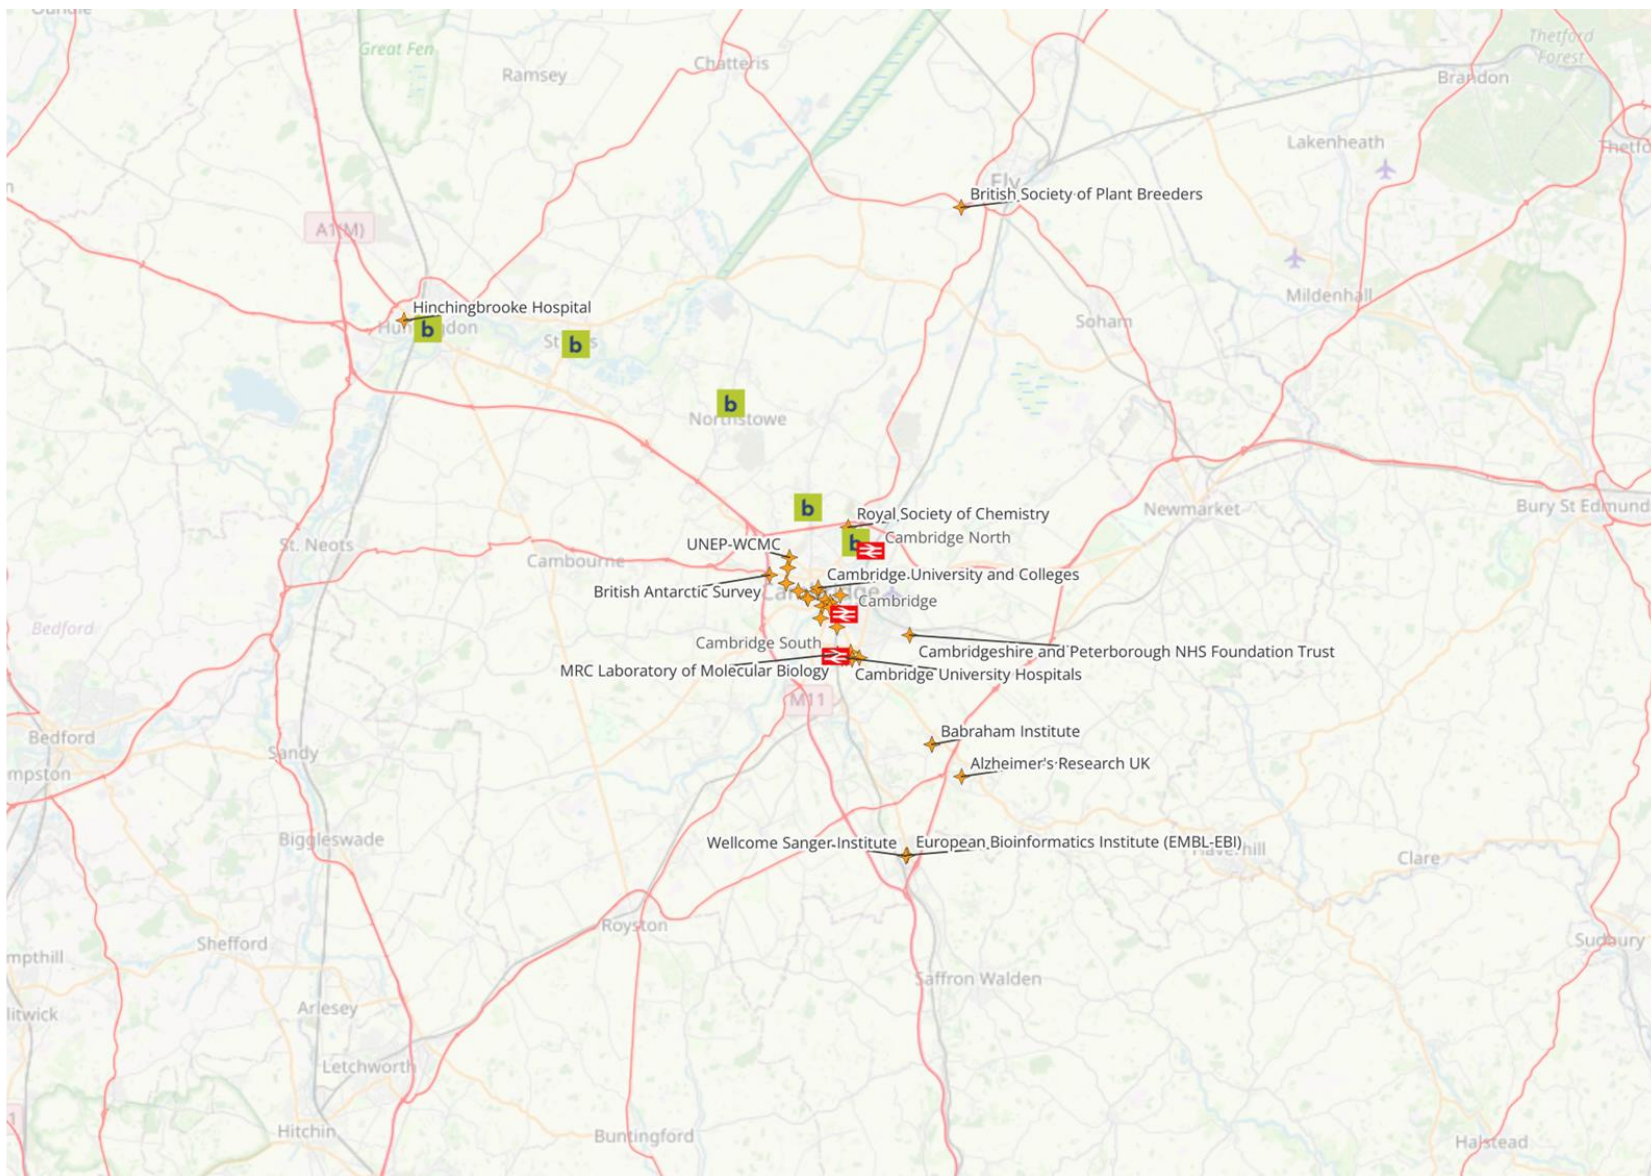 Great Fen
Ramsey
Chatteris
Thetford
Forest
Brandon
Lakenheath
Ely
British Society of Plant Breeders
A1(M)
Mildenhall
Hinchingbrooke Hospital
b
Soham
b
b
Northstowe
b
Newmarket
Bury St Edmund
Royal Society of Chemistry
b
Cambridge North
UNEP-WCMC
St. Neots
Cambourne
Cambridge University and Colleges
British Antarctic Survey
Cambridge
Cambridge
Bedford
Cambridge South
Cambridgeshire and Peterborough NHS Foundation Trust
MRC Laboratory of Molecular Biology
Cambridge University Hospitals
M11
Bedford
Babraham Institute
Sandy
Alzheimer's Research UK
mpston
Biggleswade
Wellcome Sanger Institute
European Bioinformatics Institute (EMBL-EBI)
Haverhill
Clare
Royston
Shefford
Sudbury
mpthill
Saffron Walden
Arlesey
litwick
Letchworth
Hitchin
Buntingford
Halstead